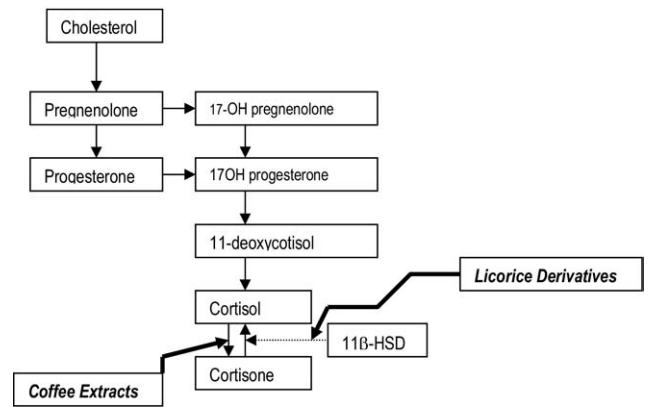 Cholesterol
Pregnenolone
17-OH pregnenolone
Progesterone
17OH progesterone
11-deoxycotisol
Licorice Derivatives
Cortisol
11ß-HSD
Cortisone
Coffee Extracts